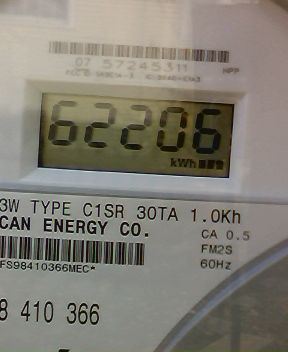 07 57245311
HPP
62206
kWh
3W TYPE C1SR 30TA 1.0Kh
CAN ENERGY CO.
CA 0.5
FM2S
FS98410366MEC*
60Hz
8 410 366